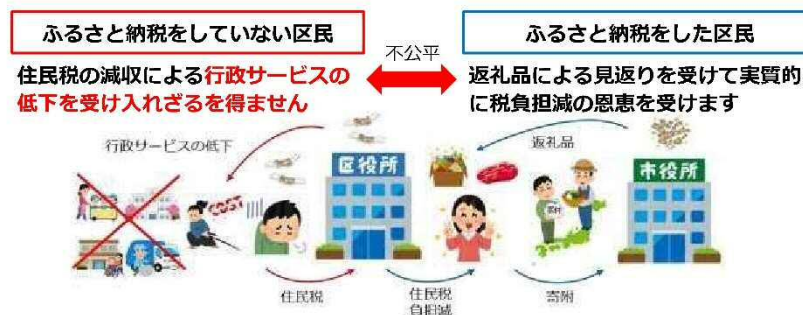 ふるさと納税をしていない区民
ふるさと納税をした区民
不公平
住民税の減収による行政サービスの
低下を受け入れざるを得ません
返礼品による見返りを受けて実質的
に税負担減の恩恵を受けます
行政サービスの低下
返礼品
区役所
市役所
COST
寄付
住民税
住民税
負担減
寄附